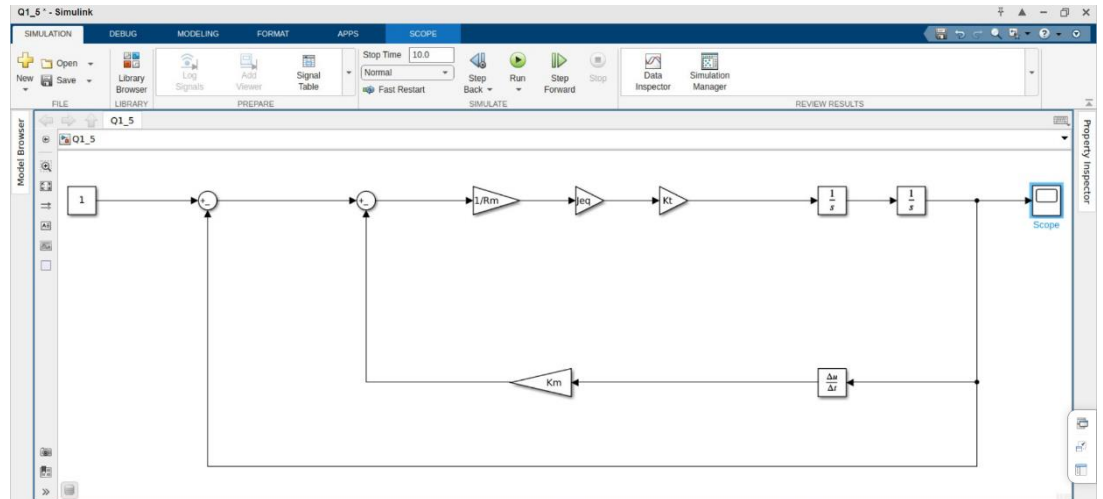 Q1_5 * - Simulink
SIMULATION DEBUG MODELING FORMAT APPS SCOPE
New
Open
Save
FILE
Library
Browser
LIBRARY
Log
Signals
Add
Viewer
Signal
Table
PREPARE
Stop Time 10.0
Normal
Fast Restart
Step
Back
Run
Step
Forward
Stop
SIMULATE
Data
Inspector
Simulation
Manager
REVIEW RESULTS
Model Browser
Q1_5
Q1_5
Property Inspector
1
+_
+_
1/Rm
Jeq
Kt
1
s
1
s
Scope
Km
Δu
Δt